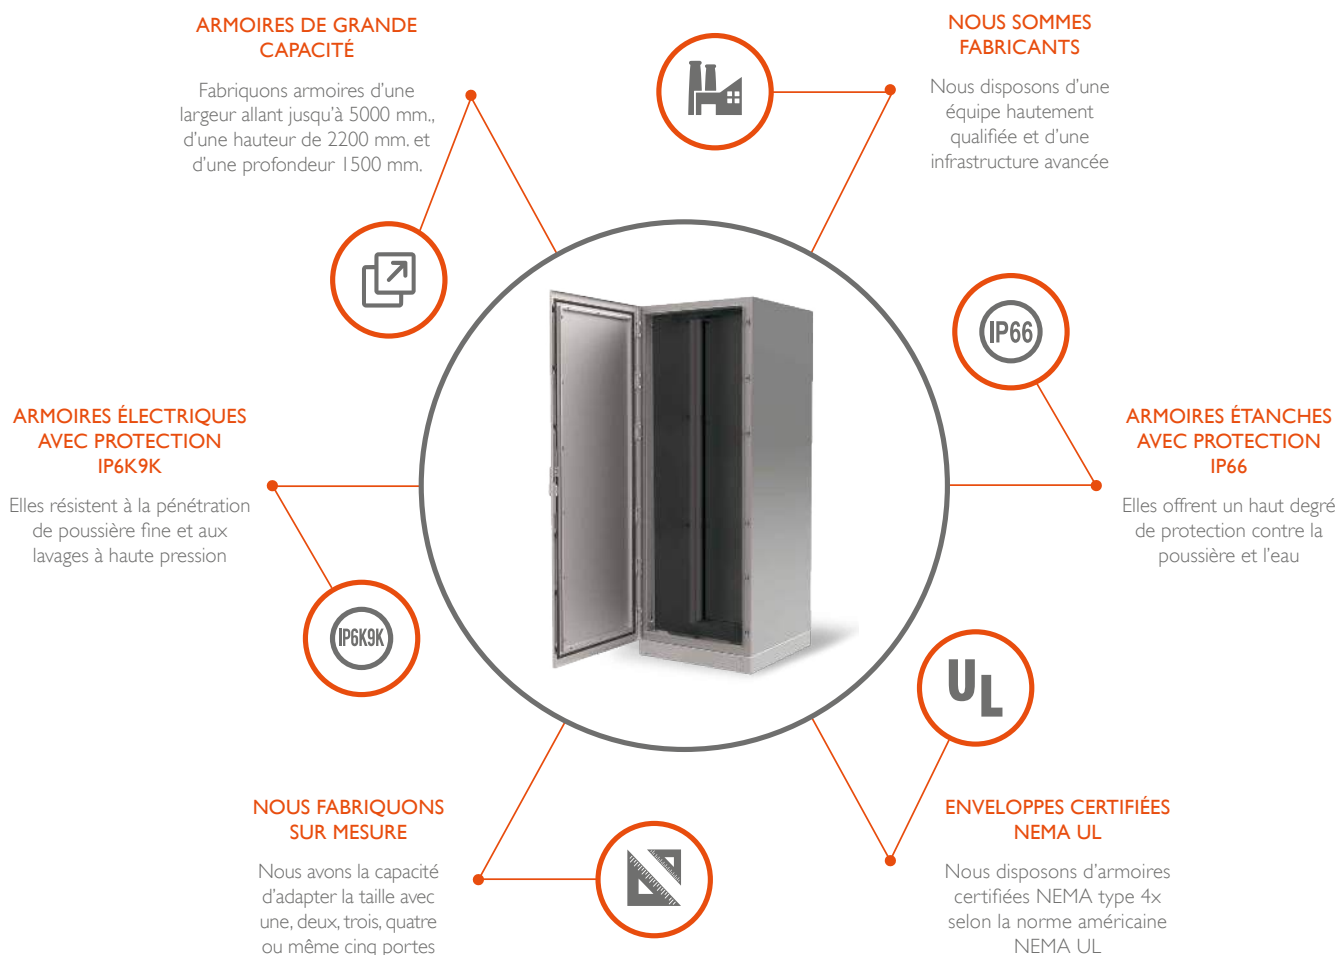 ARMOIRES DE GRANDE
CAPACITÉ
Fabriquons armoires d’une
largeur allant jusqu’à 5000 mm.,
d’une hauteur de 2200 mm. et
d’une profondeur 1500 mm.
NOUS SOMMES
FABRICANTS
Nous disposons d’une
équipe hautement
qualifiée et d’une
infrastructure avancée
IP66
ARMOIRES ÉLECTRIQUES
AVEC PROTECTION
IP6K9K
Elles résistent à la pénétration
de poussière fine et aux
lavages à haute pression
IP6K9K
ARMOIRES ÉTANCHES
AVEC PROTECTION
IP66
Elles offrent un haut degré
de protection contre la
poussière et l’eau
UL
NOUS FABRIQUONS
SUR MESURE
Nous avons la capacité
d’adapter la taille avec
une, deux, trois, quatre
ou même cinq portes
ENVELOPPES CERTIFIÉES
NEMA UL
Nous disposons d’armoires
certifiées NEMA type 4x
selon la norme américaine
NEMA UL